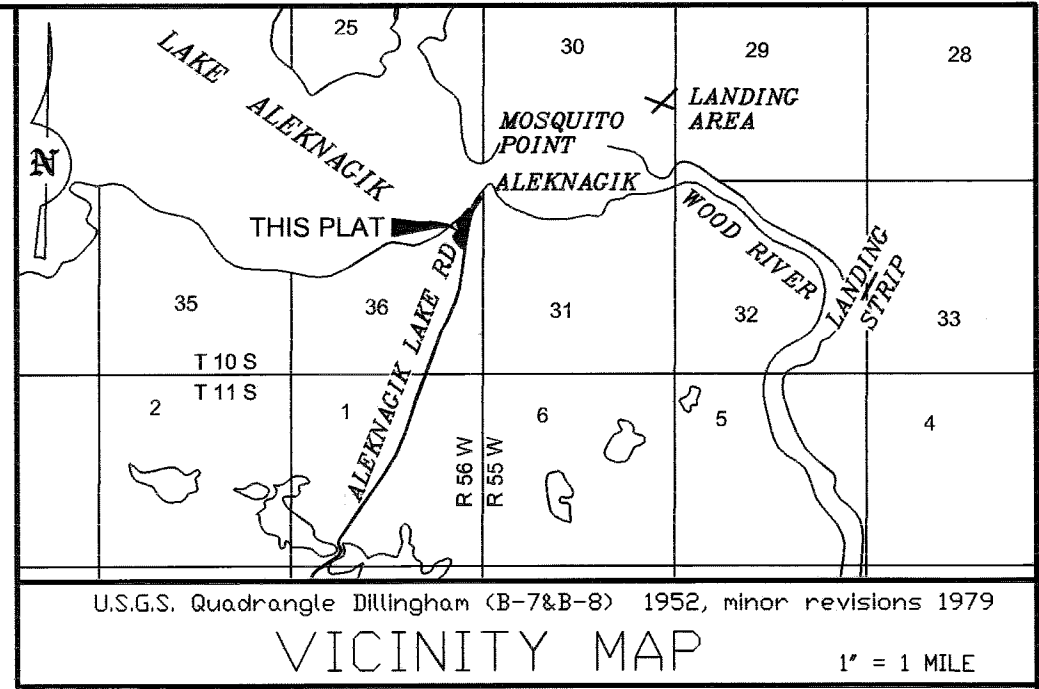 25
30
29
28
LAKE ALEKNAGIK
LANDING
AREA
MOSQUITO
POINT
N
ALEKNAGIK
THIS PLAT
WOOD RIVER
LANDING
STRIP
ALEKNAGIK LAKE RD
35
36
31
32
33
T 10 S
T 11 S
2
1
6
5
4
R 56 W
R 55 W
U.S.G.S. Quadrangle Dillingham (B-7&B-8) 1952, minor revisions 1979
VICINITY MAP
1" = 1 MILE